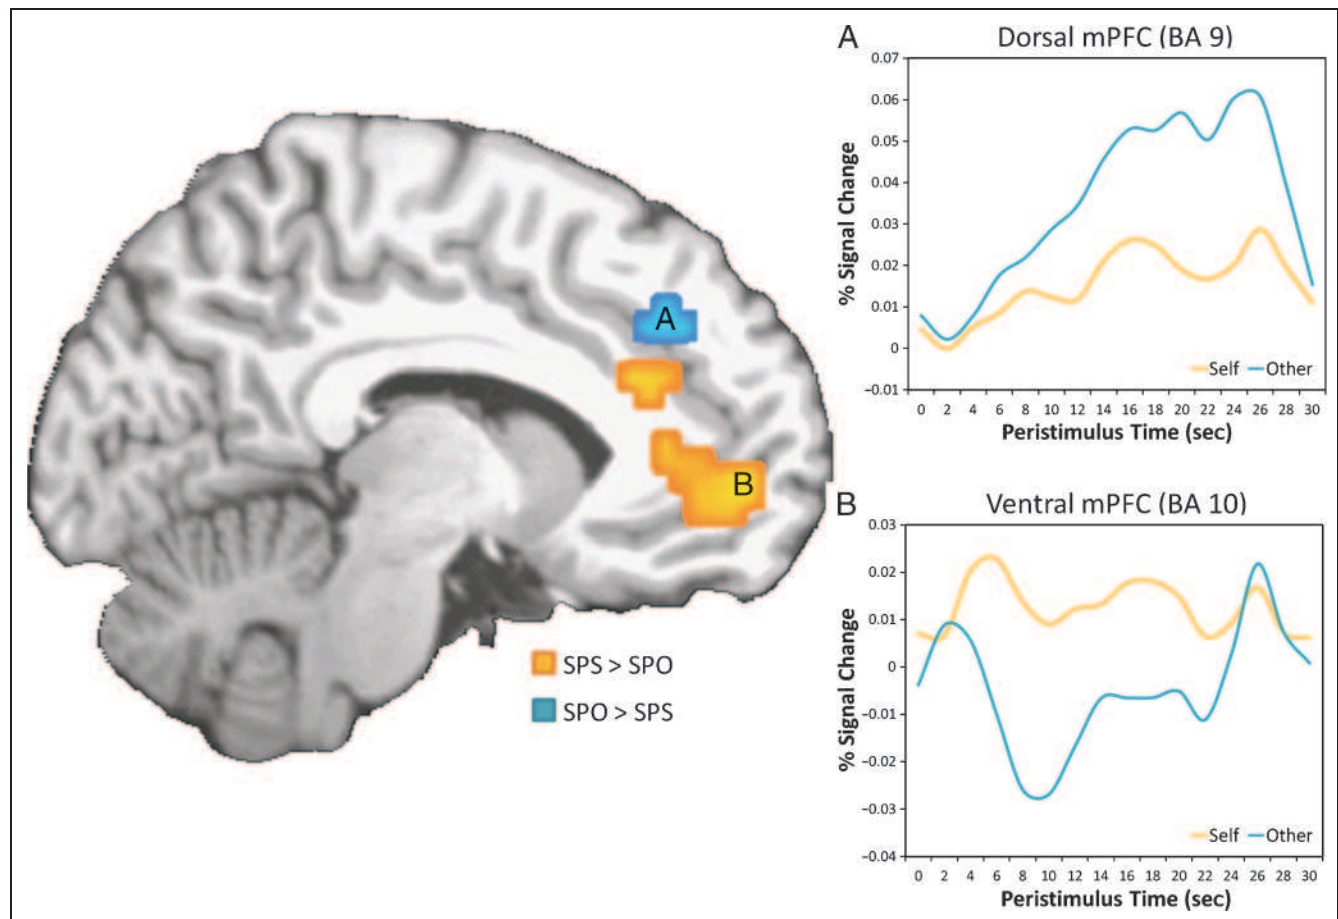 A
B
SPS > SPO
SPO > SPS
A
Dorsal mPFC (BA 9)
% Signal Change
0.07
0.06
0.05
0.04
0.03
0.02
0.01
0
−0.01
Self Other
0 2 4 6 8 10 12 14 16 18 20 22 24 26 28 30
Peristimulus Time (sec)
B
Ventral mPFC (BA 10)
% Signal Change
0.03
0.02
0.01
0
−0.01
−0.02
−0.03
−0.04
Self Other
0 2 4 6 8 10 12 14 16 18 20 22 24 26 28 30
Peristimulus Time (sec)